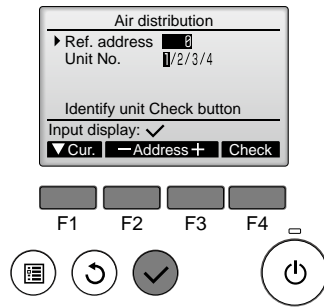 Air distribution
Ref. address 0
Unit No. 1/2/3/4
Identify unit Check button
Input display: ✓
▼ Cur. −Address+ Check
F1 F2 F3 F4